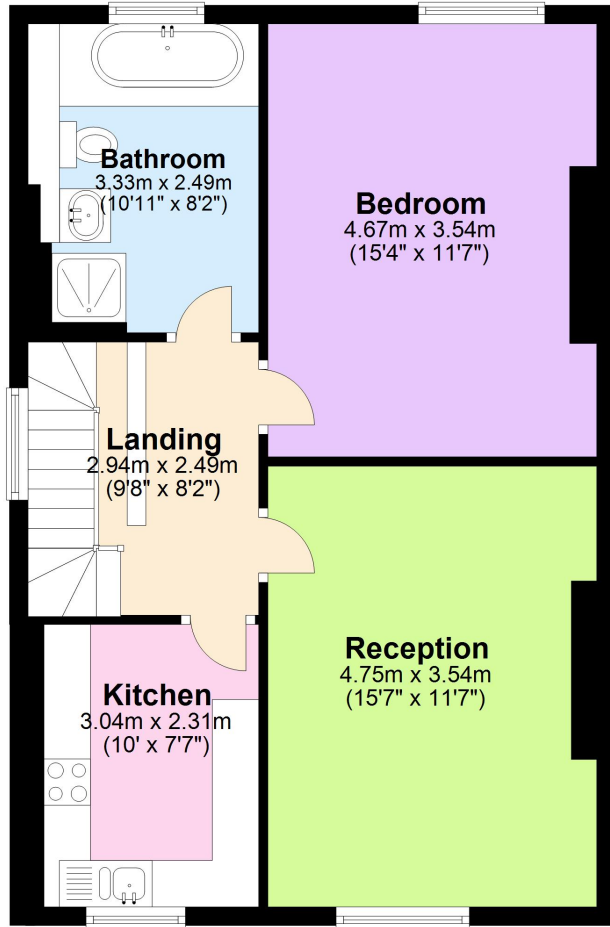 Bathroom
3.33m x 2.49m
(10'11" x 8'2")
Bedroom
4.67m x 3.54m
(15'4" x 11'7")
Landing
2.94m x 2.49m
(9'8" x 8'2")
Reception
4.75m x 3.54m
(15'7" x 11'7")
Kitchen
3.04m x 2.31m
(10' x 7'7")